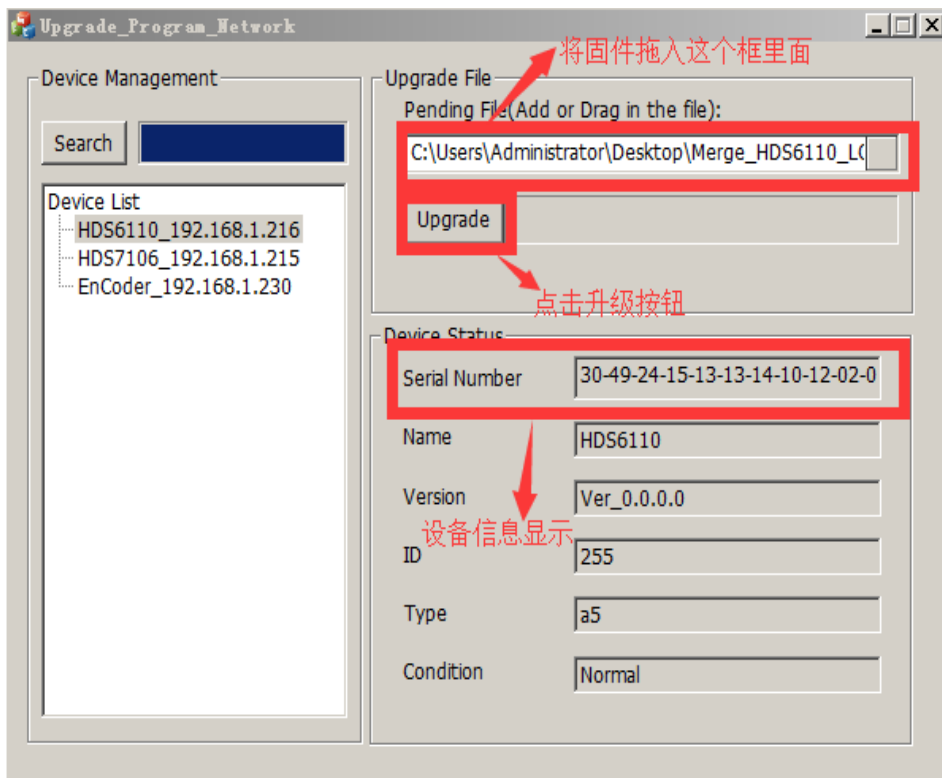 Upgrade_Program_Network
将固件拖入这个框里面
Device Management
Search
Device List
HDS6110_192.168.1.216
HDS7106_192.168.1.215
EnCoder_192.168.1.230
Upgrade File
Pending File(Add or Drag in the file):
C:\Users\Administrator\Desktop\Merge_HDS6110_L
Upgrade
点击升级按钮
Device Status
Serial Number
30-49-24-15-13-13-14-10-12-02-0
Name
HDS6110
Version
Ver_0.0.0.0
设备信息显示
ID
255
Type
a5
Condition
Normal